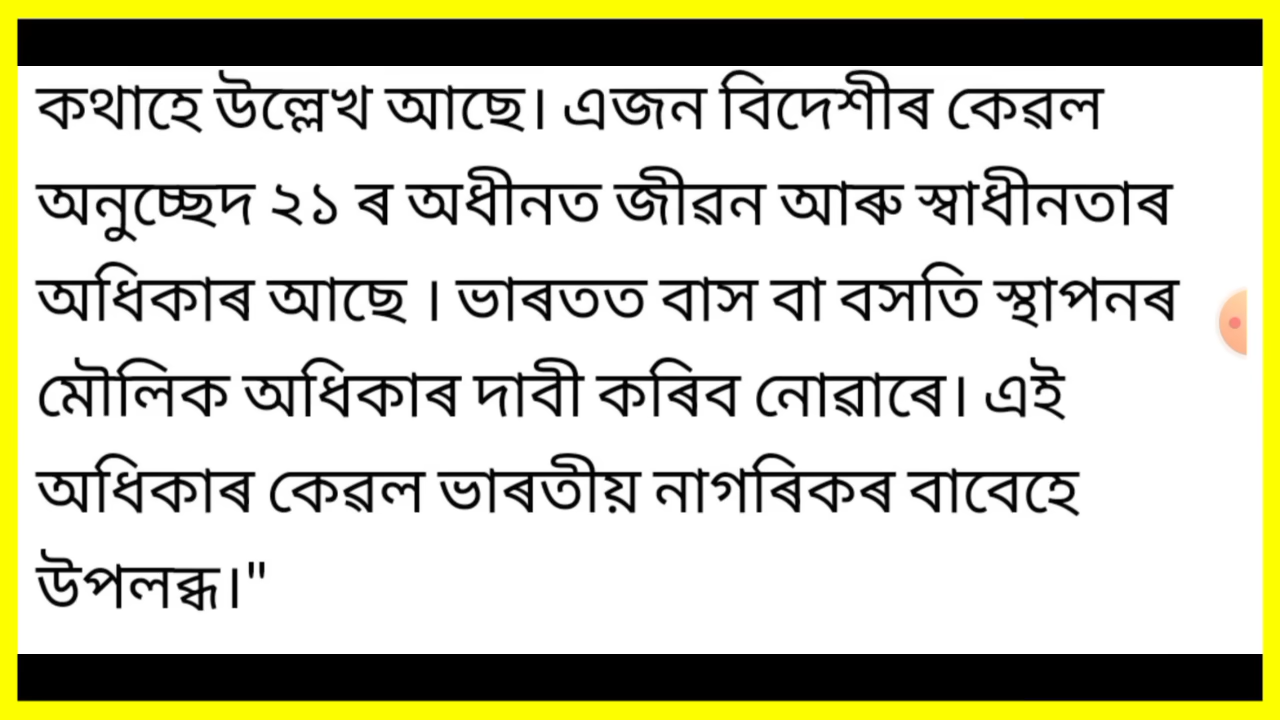 কথাহে উল্লেখ আছে। এজন বিদেশীৰ কেৱল
অনুচ্ছেদ ২১ ৰ অধীনত জীৱন আৰু স্বাধীনতাৰ
অধিকাৰ আছে । ভাৰতত বাস বা বসতি স্থাপনৰ
মৌলিক অধিকাৰ দাবী কৰিব নোৱাৰে। এই
অধিকাৰ কেৱল ভাৰতীয় নাগৰিকৰ বাবেহে
উপলব্ধ।"